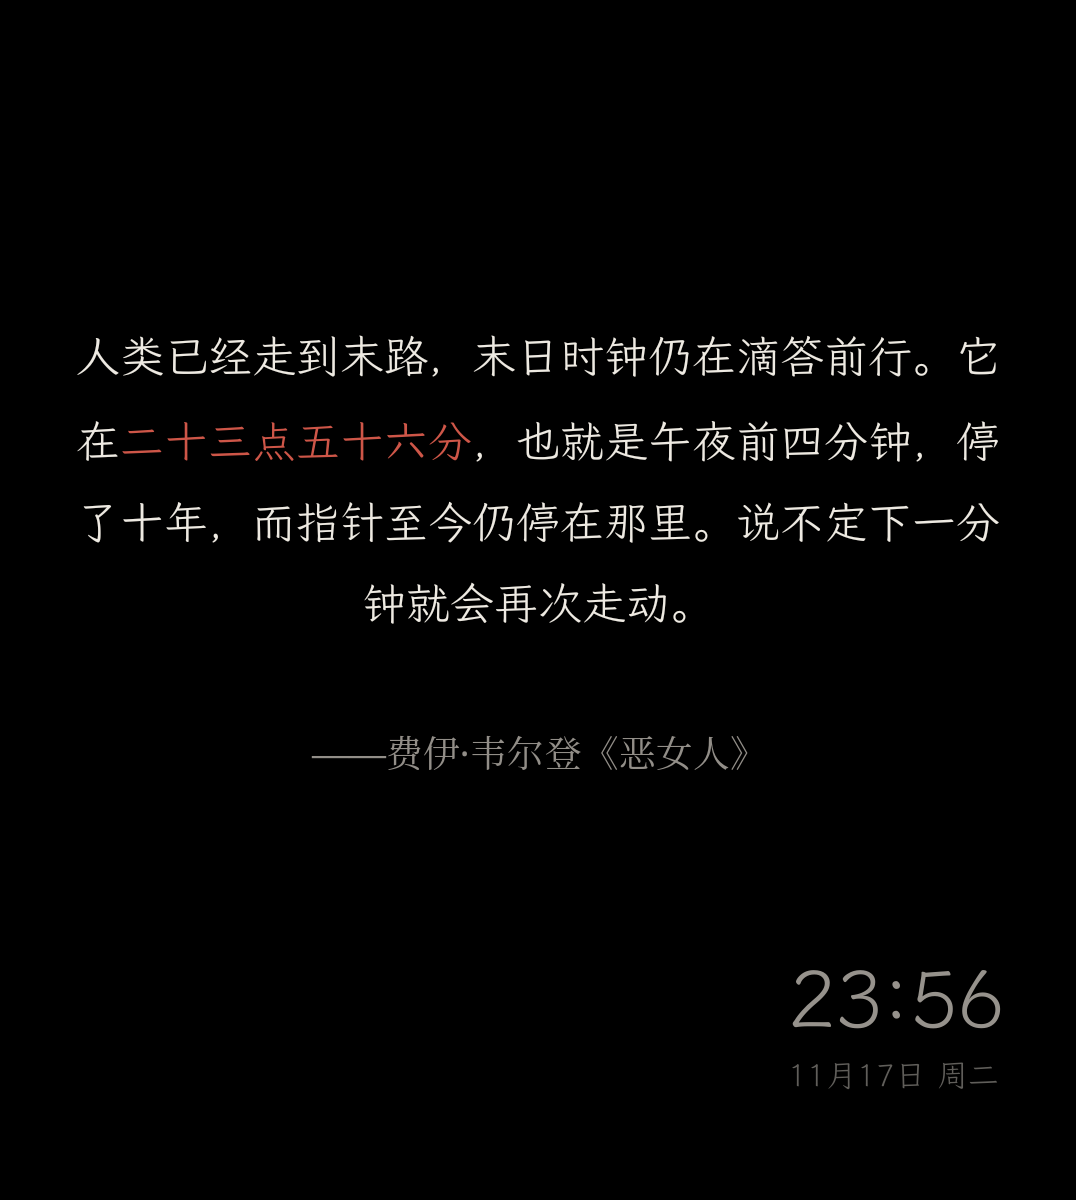 人类已经走到末路，末日时钟仍在滴答前行。它
在二十三点五十六分，也就是午夜前四分钟，停
了十年，而指针至今仍停在那里。说不定下一分
钟就会再次走动。
——费伊·韦尔登《恶女人》
23:56
11月17日 周二